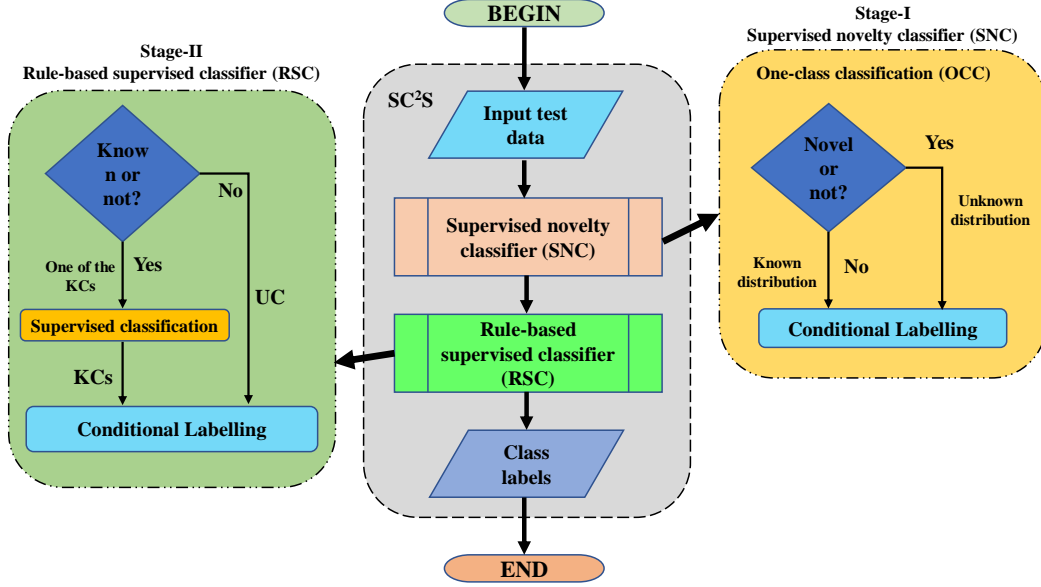 BEGIN
Stage-II
Rule-based supervised classifier (RSC)
Know
n or
not?
No
Yes
One of the
KCs
UC
Supervised classification
KCs
Conditional Labelling
SC²S
Input test
data
Supervised novelty
classifier (SNC)
Rule-based
supervised classifier
(RSC)
Class
labels
END
Stage-I
Supervised novelty classifier (SNC)
One-class classification (OCC)
Novel
or
not?
Yes
Unknown
distribution
Known
distribution
No
Conditional Labelling